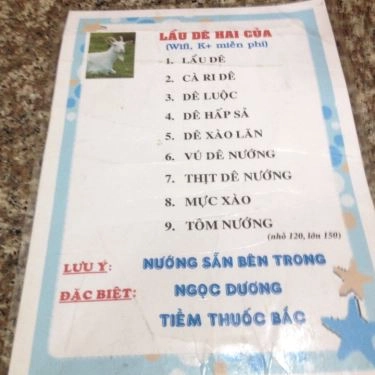 LẨU DÊ HAI CỦA
(Wifi, K+ miễn phí)
1. LẨU DÊ
2. CÀ RI DÊ
3. DÊ LUỘC
4. DÊ HẤP SẢ
5. DÊ XÀO LĂN
6. VÚ DÊ NƯỚNG
7. THỊT DÊ NƯỚNG
8. MỰC XÀO
9. TÔM NƯỚNG
(nhỏ 120, lớn 150)
LƯU Ý: NƯỚNG SẴN BÊN TRONG
ĐẶC BIỆT: NGỌC DƯƠNG
TIỀM THUỐC BẮC